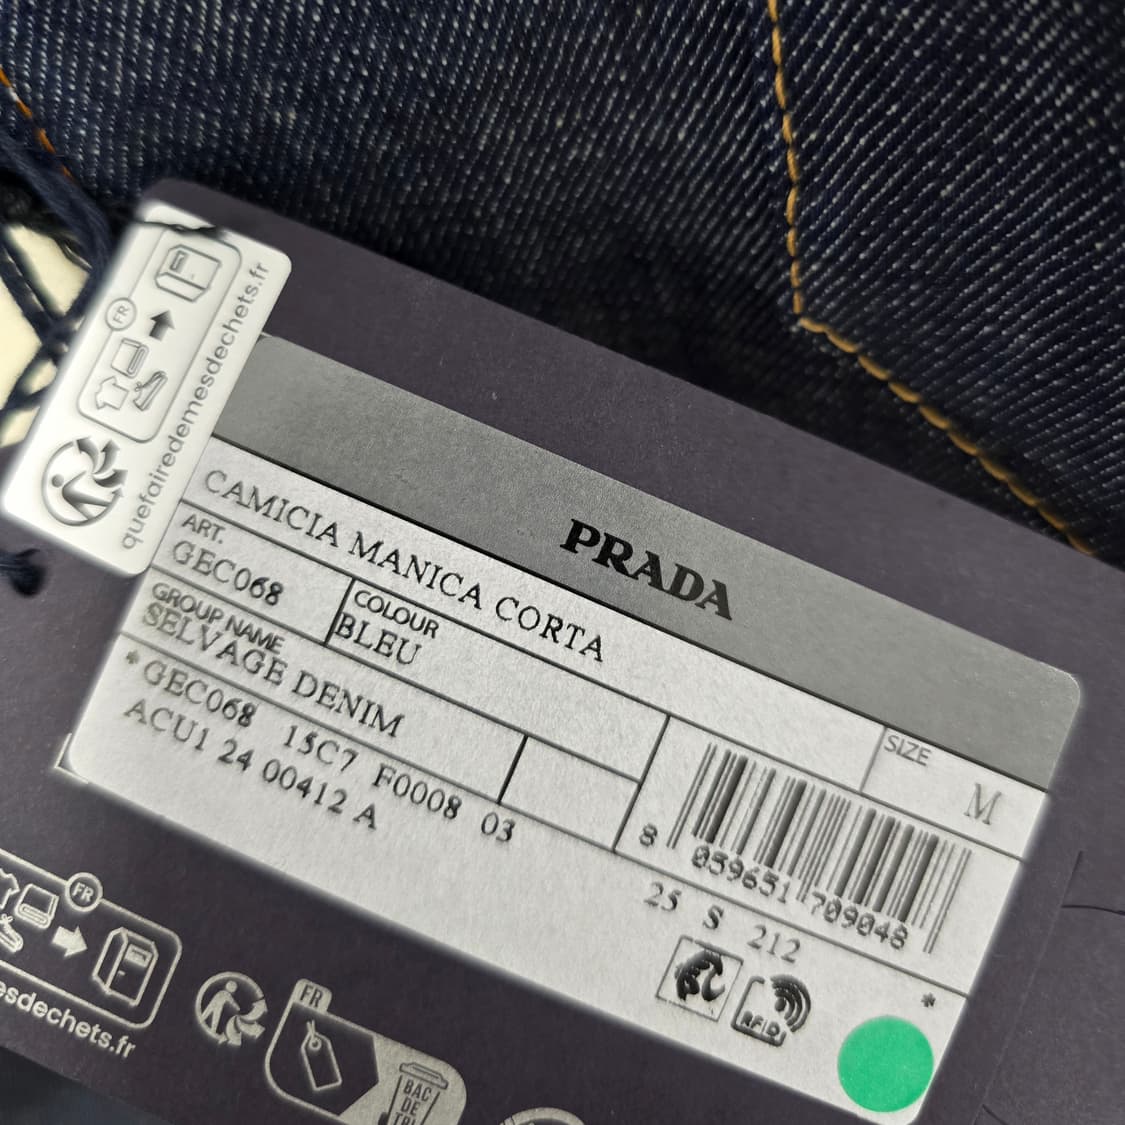 FR
quefairedemesdechets.fr
PRADA
CAMICIA MANICA CORTA
ART.
GEC068
COLOUR
BLEU
SIZE
M
GROUP NAME
SELVAGE DENIM
* GEC068 15C7 F0008 03
ACU1 24 00412 A
8 059651 709048
25 S 212
*
RFID
FR
esdechets.fr
FR
BAC
DE